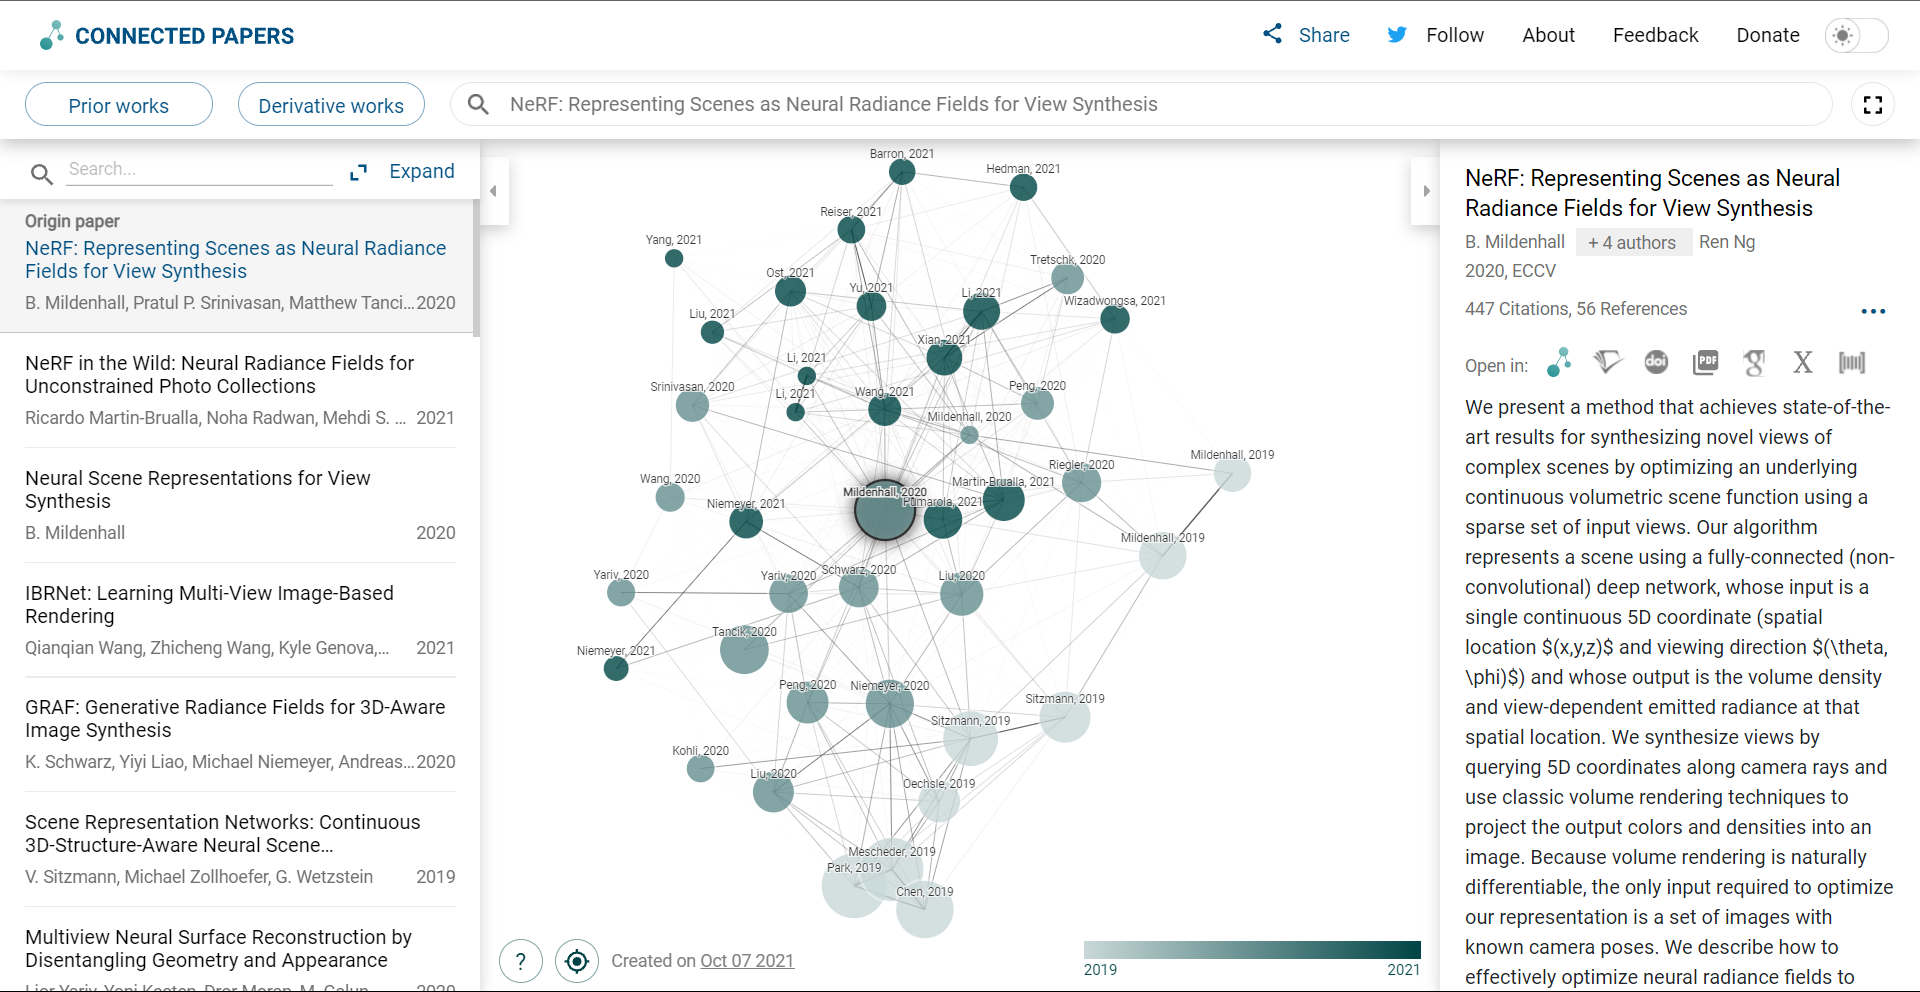 CONNECTED PAPERS
Share
Follow
About
Feedback
Donate
Prior works
Derivative works
NeRF: Representing Scenes as Neural Radiance Fields for View Synthesis
Search...
Expand
Origin paper
NeRF: Representing Scenes as Neural Radiance
Fields for View Synthesis
B. Mildenhall, Pratul P. Srinivasan, Matthew Tanci... 2020
NeRF in the Wild: Neural Radiance Fields for
Unconstrained Photo Collections
Ricardo Martin-Brualla, Noha Radwan, Mehdi S. ... 2021
Neural Scene Representations for View
Synthesis
B. Mildenhall 2020
IBRNet: Learning Multi-View Image-Based
Rendering
Qianqian Wang, Zhicheng Wang, Kyle Genova,... 2021
GRAF: Generative Radiance Fields for 3D-Aware
Image Synthesis
K. Schwarz, Yiyi Liao, Michael Niemeyer, Andreas... 2020
Scene Representation Networks: Continuous
3D-Structure-Aware Neural Scene...
V. Sitzmann, Michael Zollhoefer, G. Wetzstein 2019
Multiview Neural Surface Reconstruction by
Disentangling Geometry and Appearance
Lior Yariv, Yoni Kasten, Dror Moran, M. Galun, 2020
Barron, 2021
Hedman, 2021
Reiser, 2021
Yang, 2021
Tretschk, 2020
Ost, 2021
Yu, 2021
Li, 2021
Wizadwongsa, 2021
Liu, 2021
Xian, 2021
Li, 2021
Srinivasan, 2020
Li, 2021
Wang, 2021
Peng, 2020
Mildenhall, 2020
Mildenhall, 2019
Riegler, 2020
Wang, 2020
Martin-Brualla, 2021
Mildenhall, 2020
Niemeyer, 2021
Pumarola, 2021
Mildenhall, 2019
Yariv, 2020
Yariv, 2020
Schwarz, 2020
Liu, 2020
Tancik, 2020
Niemeyer, 2021
Peng, 2020
Niemeyer, 2020
Sitzmann, 2019
Sitzmann, 2019
Kohli, 2020
Liu, 2020
Oechsle, 2019
Mescheder, 2019
Park, 2019
Chen, 2019
?
Created on Oct 07 2021
2019
2021
NeRF: Representing Scenes as Neural
Radiance Fields for View Synthesis
B. Mildenhall + 4 authors Ren Ng
2020, ECCV
447 Citations, 56 References
Open in:
doi
PDF
g
X
We present a method that achieves state-of-the-
art results for synthesizing novel views of
complex scenes by optimizing an underlying
continuous volumetric scene function using a
sparse set of input views. Our algorithm
represents a scene using a fully-connected (non-
convolutional) deep network, whose input is a
single continuous 5D coordinate (spatial
location $(x,y,z)$ and viewing direction $(\theta,
\phi)$) and whose output is the volume density
and view-dependent emitted radiance at that
spatial location. We synthesize views by
querying 5D coordinates along camera rays and
use classic volume rendering techniques to
project the output colors and densities into an
image. Because volume rendering is naturally
differentiable, the only input required to optimize
our representation is a set of images with
known camera poses. We describe how to
effectively optimize neural radiance fields to